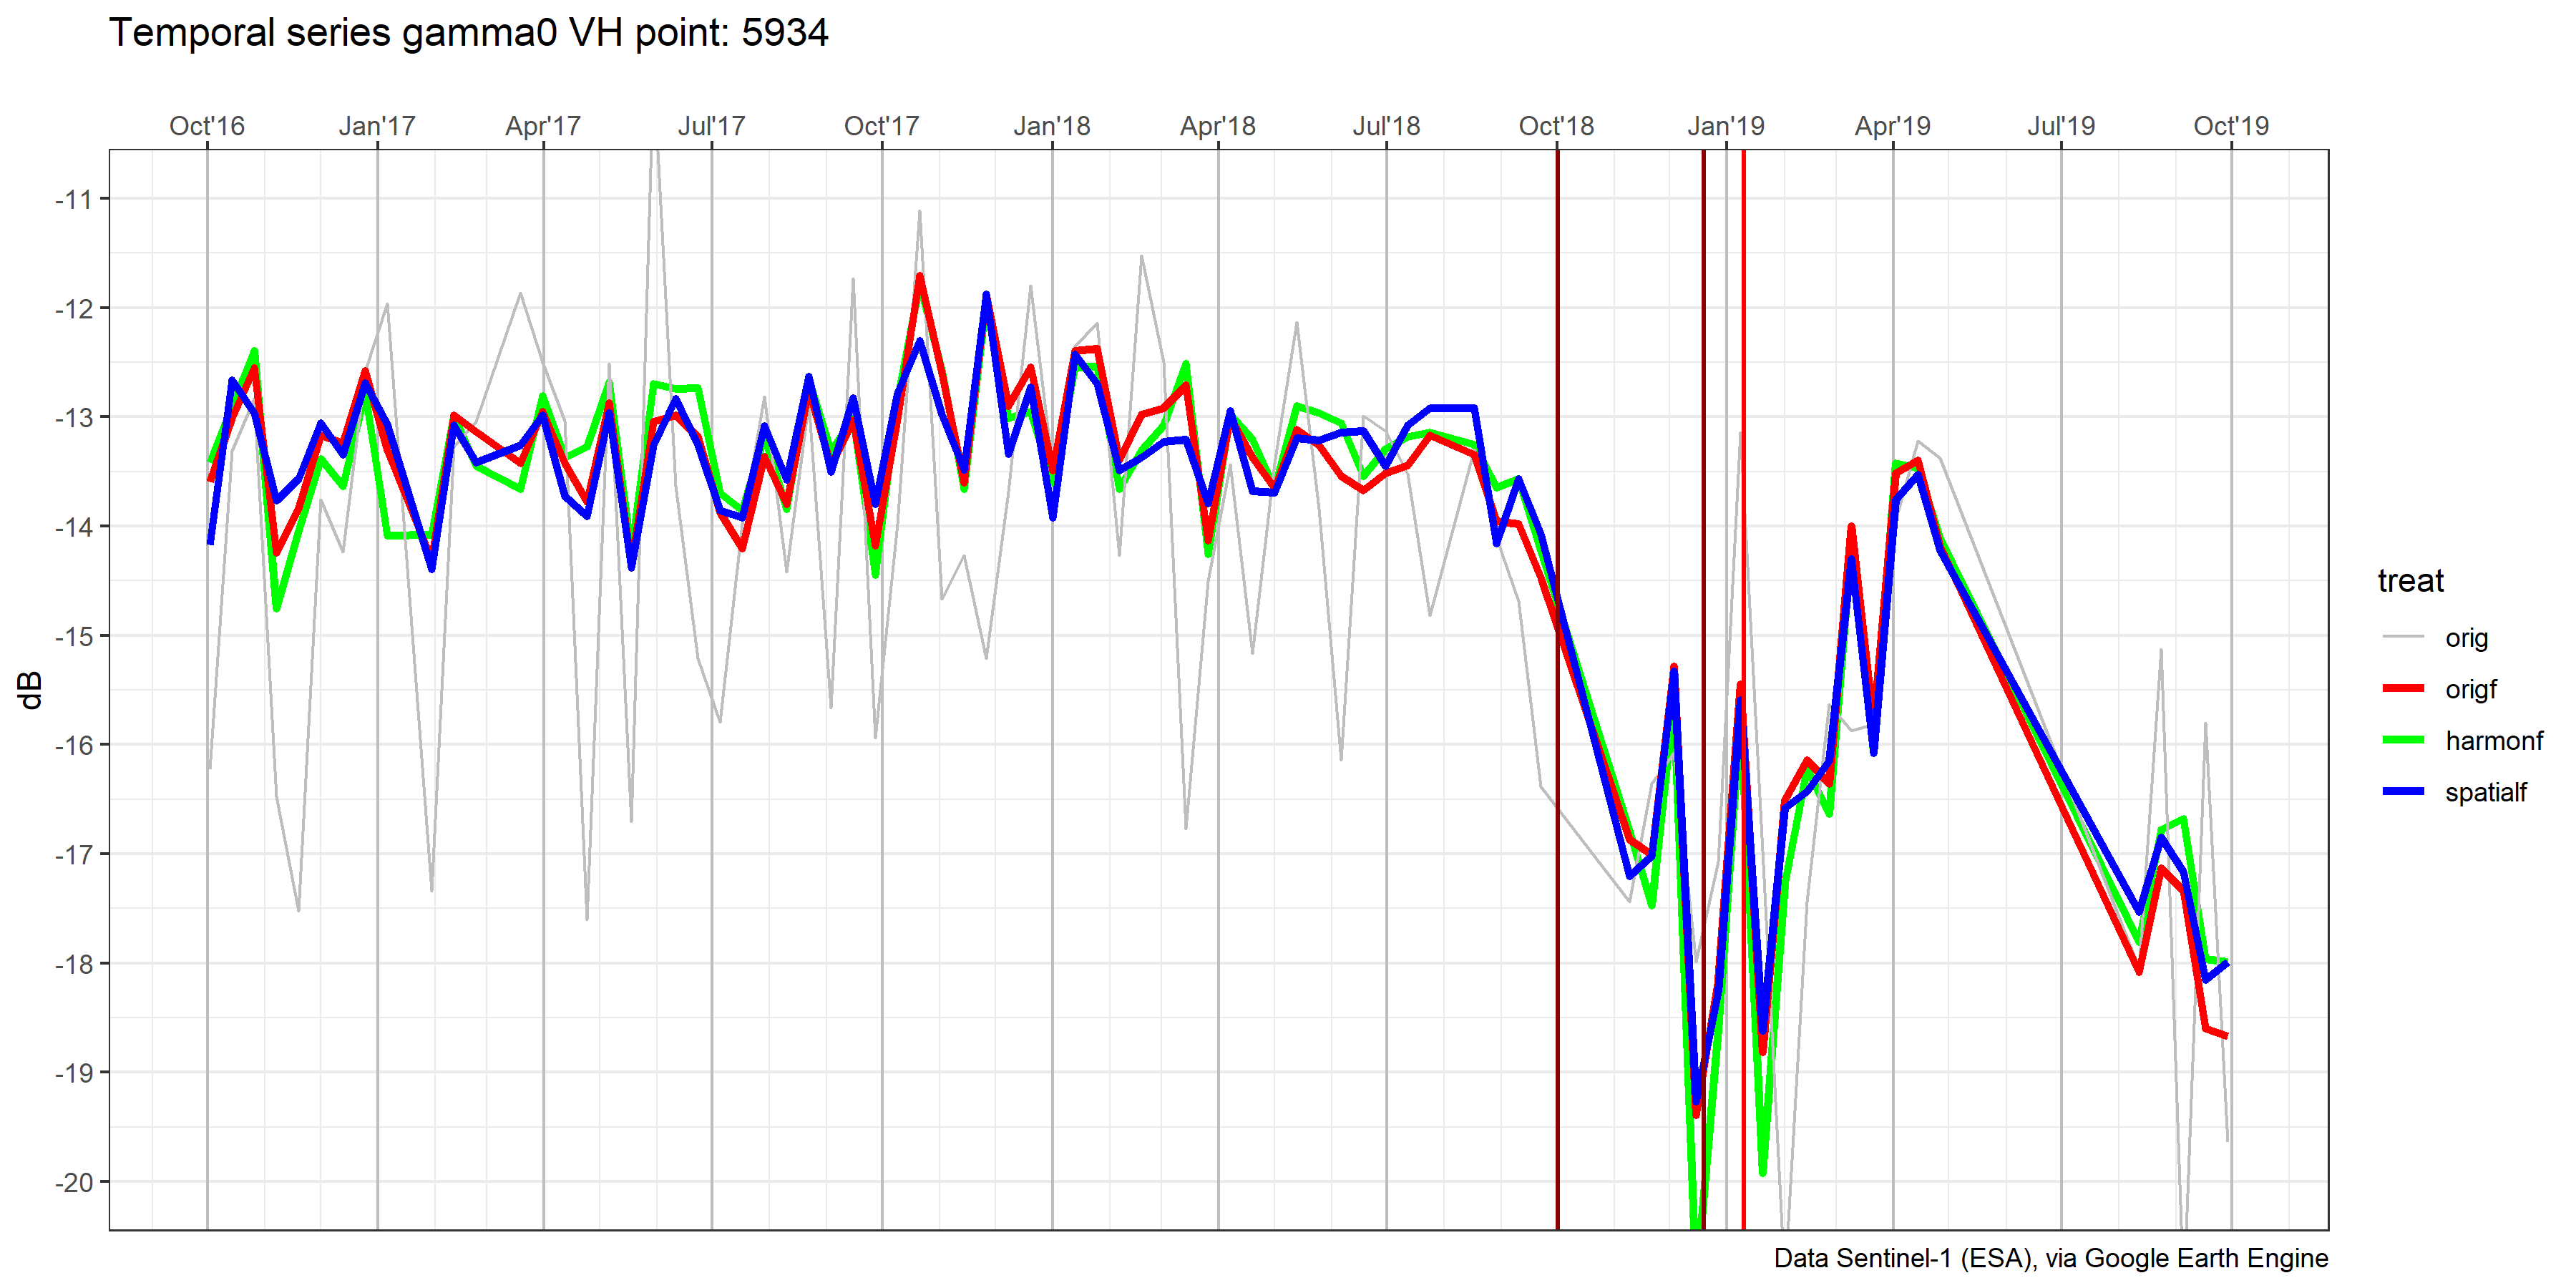 Temporal series gamma0 VH point: 5934
Oct'16 Jan'17 Apr'17 Jul'17 Oct'17 Jan'18 Apr'18 Jul'18 Oct'18 Jan'19 Apr'19 Jul'19 Oct'19
-11
-12
-13
-14
-15
-16
-17
-18
-19
-20
dB
treat
orig
origf
harmonf
spatialf
Data Sentinel-1 (ESA), via Google Earth Engine